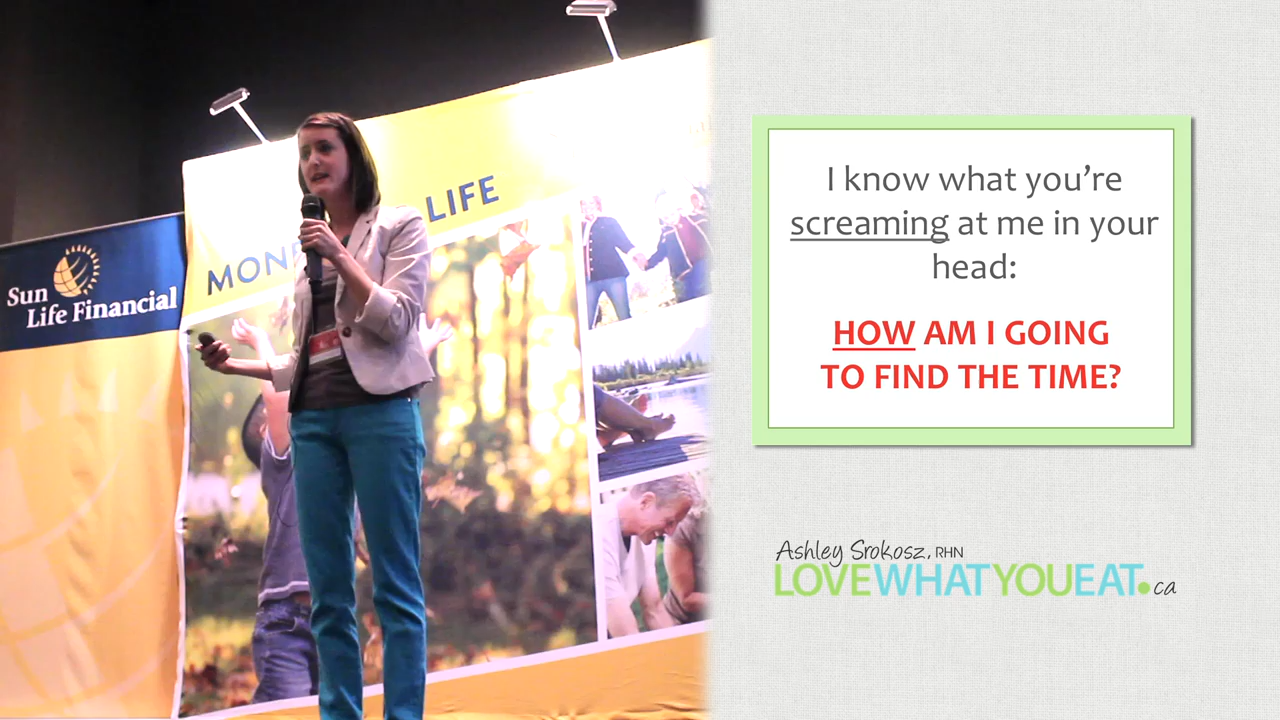 Sun
Life Financial
LIFE
I know what you're
screaming at me in your
head:
HOW AM I GOING
TO FIND THE TIME?
Ashley Srokosz, RHN
LOVEWHATYOUEAT.ca